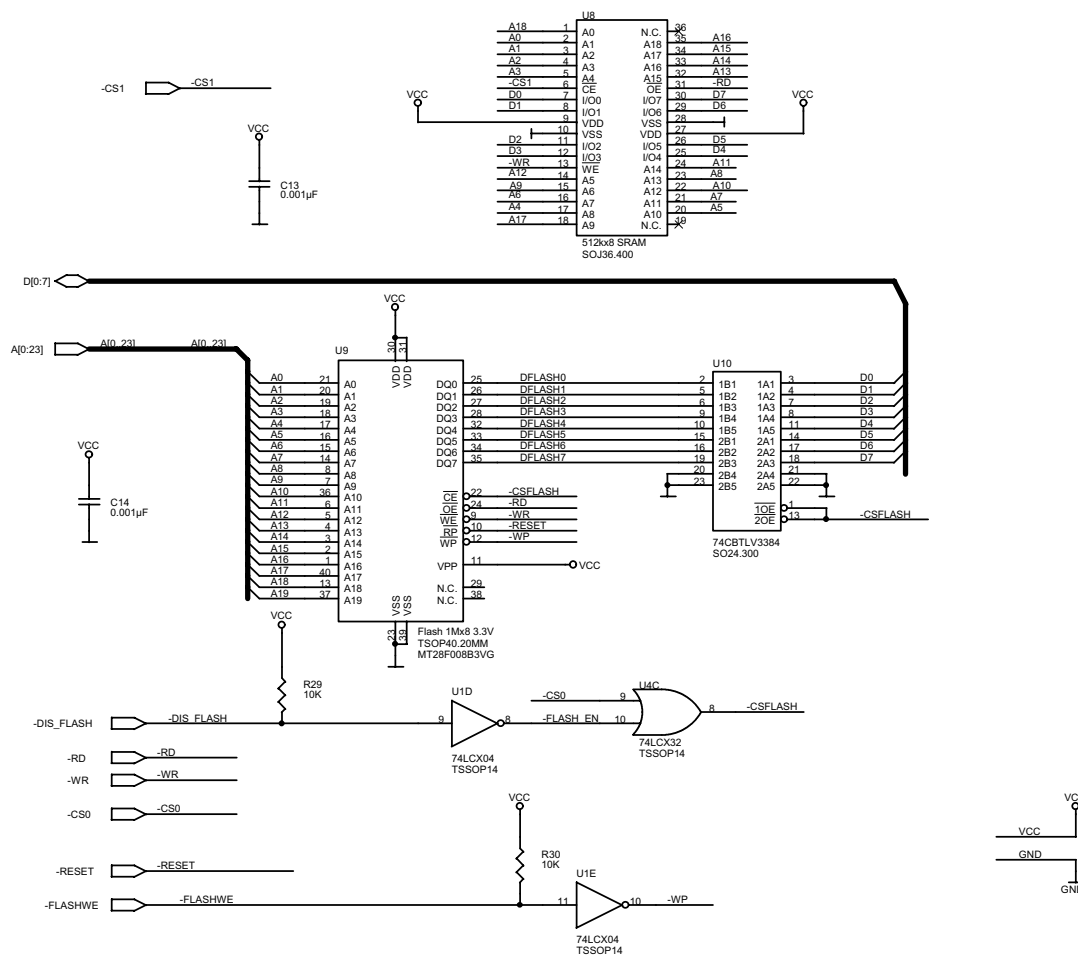 U8
A18 1 A0 N.C. 36
A0 2 A1 A18 35 A16
A1 3 A2 A17 34 A15
A2 4 A3 A16 33 A14
A3 5 A4 A15 32 A13
-CS1 6 CE OE 31 -RD
D0 7 I/O0 I/O7 30 D7
D1 8 I/O1 I/O6 29 D6
9 VDD VSS 28
10 VSS VDD 27
D2 11 I/O2 I/O5 26 D5
D3 12 I/O3 I/O4 25 D4
-WR 13 WE A14 24 A11
A12 14 A5 A13 23 A8
A9 15 A6 A12 22 A10
A6 16 A7 A11 21 A7
A4 17 A8 A10 20 A5
A17 18 A9 N.C. 19
512kx8 SRAM
SOJ36.400
VCC
VCC
-CS1 -CS1
VCC
C13
0.001µF
D[0:7]
VCC
A[0:23] A[0..23] A[0..23]
U9
30 31
VDD VDD
A0 21 A0 DQ0 25 DFLASH0
A1 20 A1 DQ1 26 DFLASH1
A2 19 A2 DQ2 27 DFLASH2
A3 18 A3 DQ3 28 DFLASH3
A4 17 A4 DQ4 32 DFLASH4
A5 16 A5 DQ5 33 DFLASH5
A6 15 A6 DQ6 34 DFLASH6
A7 14 A7 DQ7 35 DFLASH7
A8 8 A8
A9 7 A9
A10 36 A10 CE 22 -CSFLASH
A11 6 A11 OE 24 -RD
A12 5 A12 WE 9 -WR
A13 4 A13 RP 10 -RESET
A14 3 A14 WP 12 -WP
A15 2 A15
A16 1 A16 VPP 11 VCC
A17 40 A17
A18 13 A18 N.C. 29
A19 37 A19 N.C. 38
VSS VSS
23 39
Flash 1Mx8 3.3V
TSOP40.20MM
MT28F008B3VG
U10
2 1B1 1A1 3 D0
5 1B2 1A2 4 D1
6 1B3 1A3 7 D2
9 1B4 1A4 8 D3
10 1B5 1A5 11 D4
15 2B1 2A1 14 D5
16 2B2 2A2 17 D6
19 2B3 2A3 18 D7
20 2B4 2A4 21
23 2B5 2A5 22
1OE 1
2OE 13 -CSFLASH
74CBTLV3384
SO24.300
VCC
C14
0.001µF
VCC
R29
10K
-DIS_FLASH -DIS_FLASH
U1D
9 8
74LCX04
TSSOP14
-FLASH_EN
-CS0
U4C
9
10
8
-CSFLASH
74LCX32
TSSOP14
-RD -RD
-WR -WR
-CS0 -CS0
-RESET -RESET
-FLASHWE -FLASHWE
VCC
R30
10K
U1E
11 10 -WP
74LCX04
TSSOP14
VCC
GND